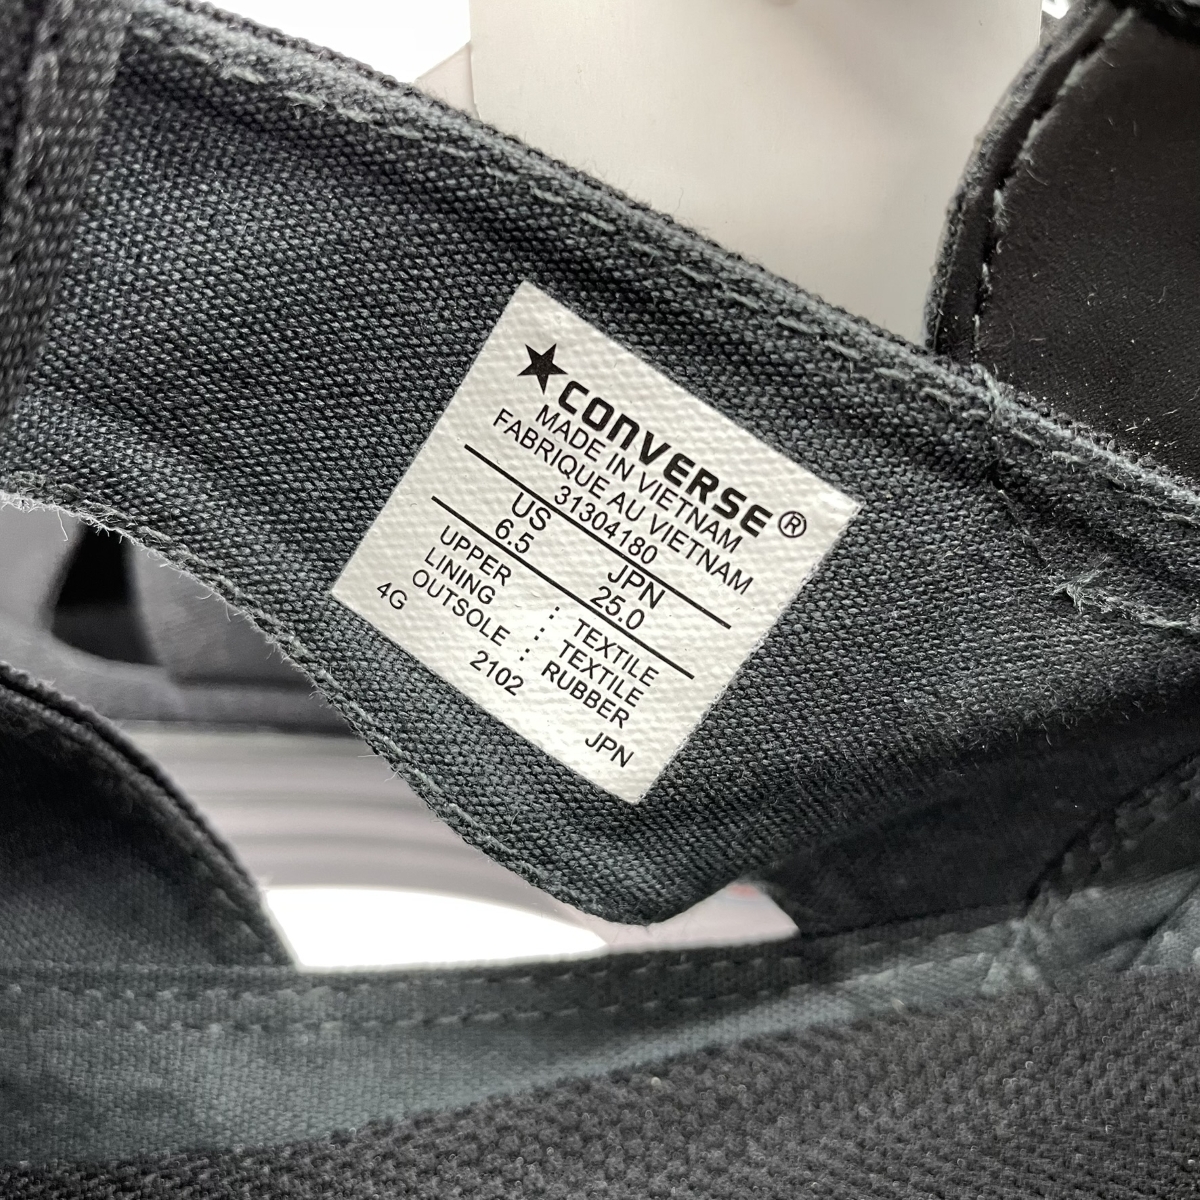 ★CONVERSE®
MADE IN VIETNAM
FABRIQUE AU VIETNAM
31304180
US JPN
6.5 25.0
UPPER : TEXTILE
LINING : TEXTILE
OUTSOLE : RUBBER
4G 2102 JPN